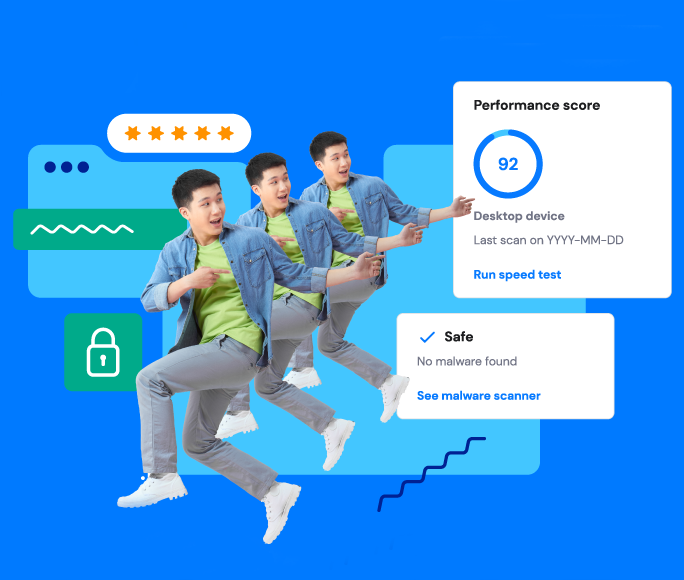 Performance score
92
Desktop device
Last scan on YYYY-MM-DD
Run speed test
Safe
No malware found
See malware scanner